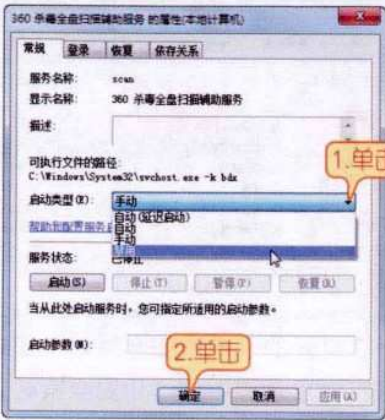 360 杀毒全盘扫描辅助服务 的属性(本地计算机)
常规 登录 恢复 依存关系
服务名称: scan
显示名称: 360 杀毒全盘扫描辅助服务
描述:
可执行文件的路径:
C:\Windows\System32\svchost.exe -k bdx
1.单击
启动类型(E): 手动
自动(延迟启动)
自动
手动
服务状态: 已停止
启动(S) 停止(T) 暂停(P) 恢复(R)
当从此处启动服务时，您可指定所适用的启动参数。
启动参数(M):
2.单击
确定 取消 应用(A)